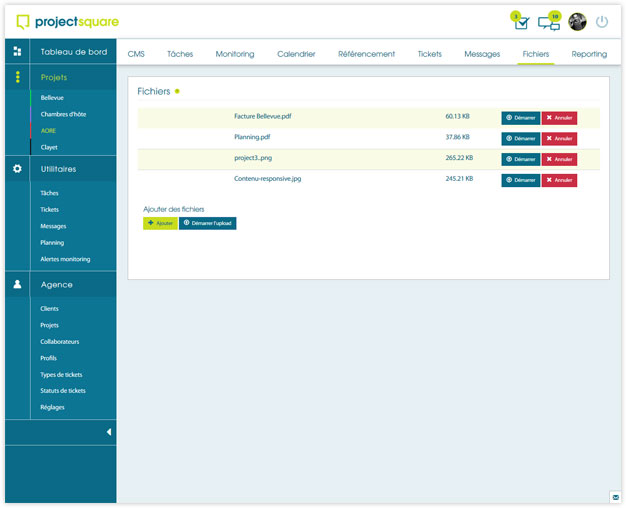 projectsquare
3
10
Tableau de bord
CMS Tâches Monitoring Calendrier Référencement Tickets Messages Fichiers Reporting
Projets
Bellevue
Chambres d'hôte
AORE
Clayet
Utilitaires
Tâches
Tickets
Messages
Planning
Alertes monitoring
Agence
Clients
Projets
Collaborateurs
Profils
Types de tickets
Statuts de tickets
Réglages
Fichiers
Facture Bellevue.pdf 60.13 KB Démarrer Annuler
Planning.pdf 37.86 KB Démarrer Annuler
project3..png 265.22 KB Démarrer Annuler
Contenu-responsive.jpg 245.21 KB Démarrer Annuler
Ajouter des fichiers
Ajouter Démarrer l'upload